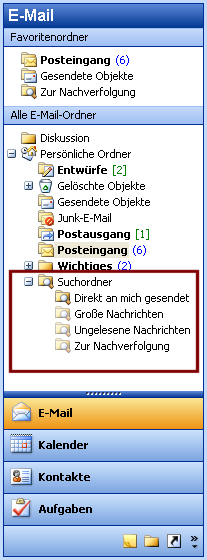 E-Mail
Favoritenordner
Posteingang (6)
Gesendete Objekte
Zur Nachverfolgung
Alle E-Mail-Ordner
Diskussion
Persönliche Ordner
Entwürfe [2]
Gelöschte Objekte
Gesendete Objekte
Junk-E-Mail
Postausgang [1]
Posteingang (6)
Wichtiges (2)
Suchordner
Direkt an mich gesendet
Große Nachrichten
Ungelesene Nachrichten
Zur Nachverfolgung
E-Mail
Kalender
Kontakte
Aufgaben